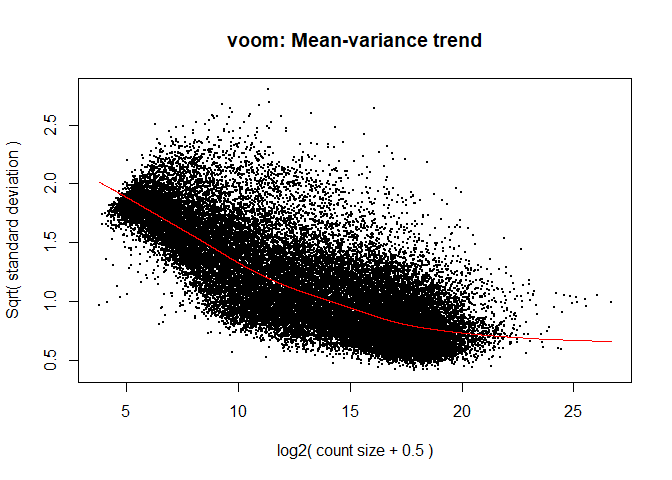 voom: Mean-variance trend
Sqrt( standard deviation )
2.5
2.0
1.5
1.0
0.5
5 10 15 20 25
log2( count size + 0.5 )